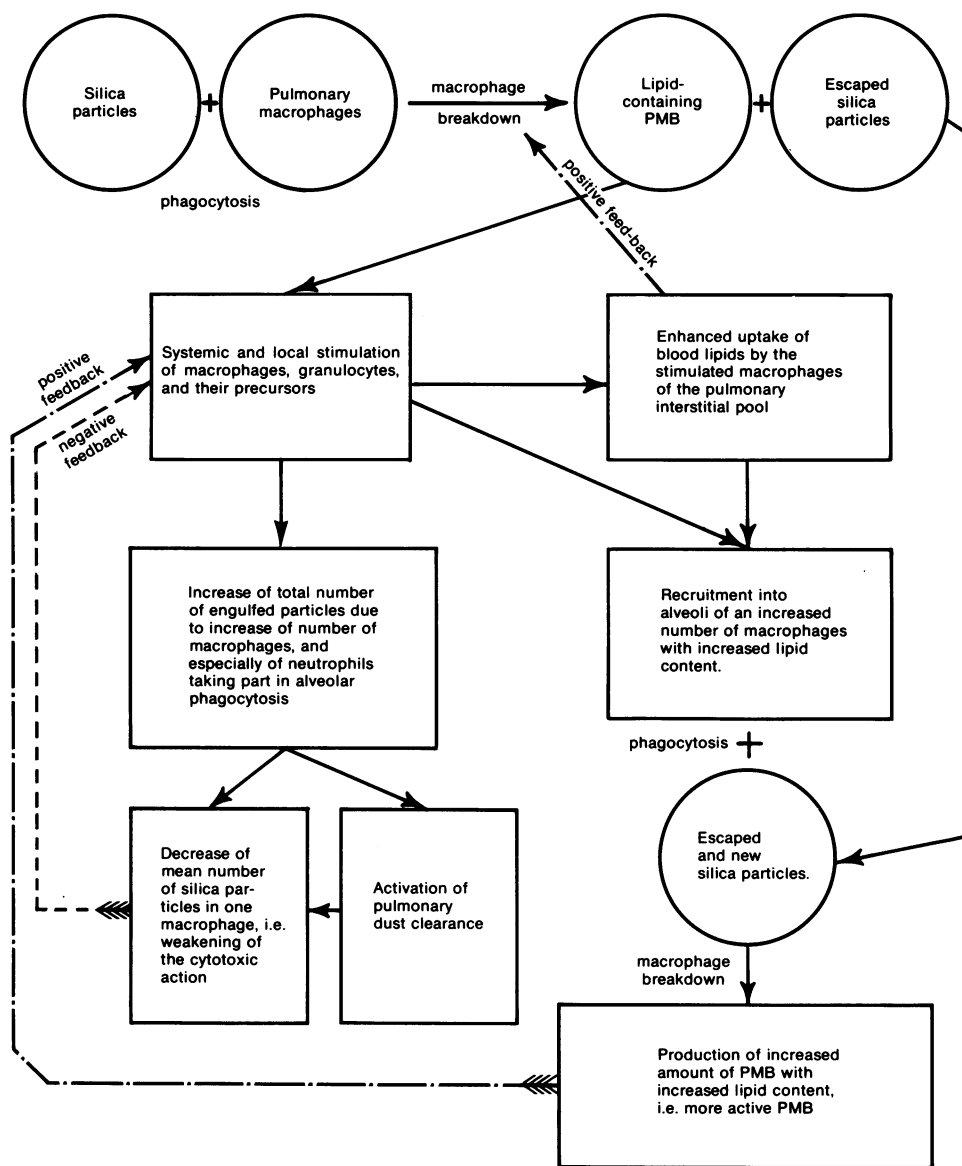 Silica
particles
+
Pulmonary
macrophages
macrophage
breakdown
Lipid-
containing
PMB
+
Escaped
silica
particles
phagocytosis
positive feed-back
Systemic and local stimulation
of macrophages, granulocytes,
and their precursors
Enhanced uptake of
blood lipids by the
stimulated macrophages
of the pulmonary
interstitial pool
positive
feedback
negative
feedback
Increase of total number
of engulfed particles due
to increase of number of
macrophages, and
especially of neutrophils
taking part in alveolar
phagocytosis
Recruitment into
alveoli of an increased
number of macrophages
with increased lipid
content.
phagocytosis +
Decrease of
mean number
of silica par-
ticles in one
macrophage, i.e.
weakening of
the cytotoxic
action
Activation of
pulmonary
dust clearance
Escaped
and new
silica particles.
macrophage
breakdown
Production of increased
amount of PMB with
increased lipid content,
i.e. more active PMB